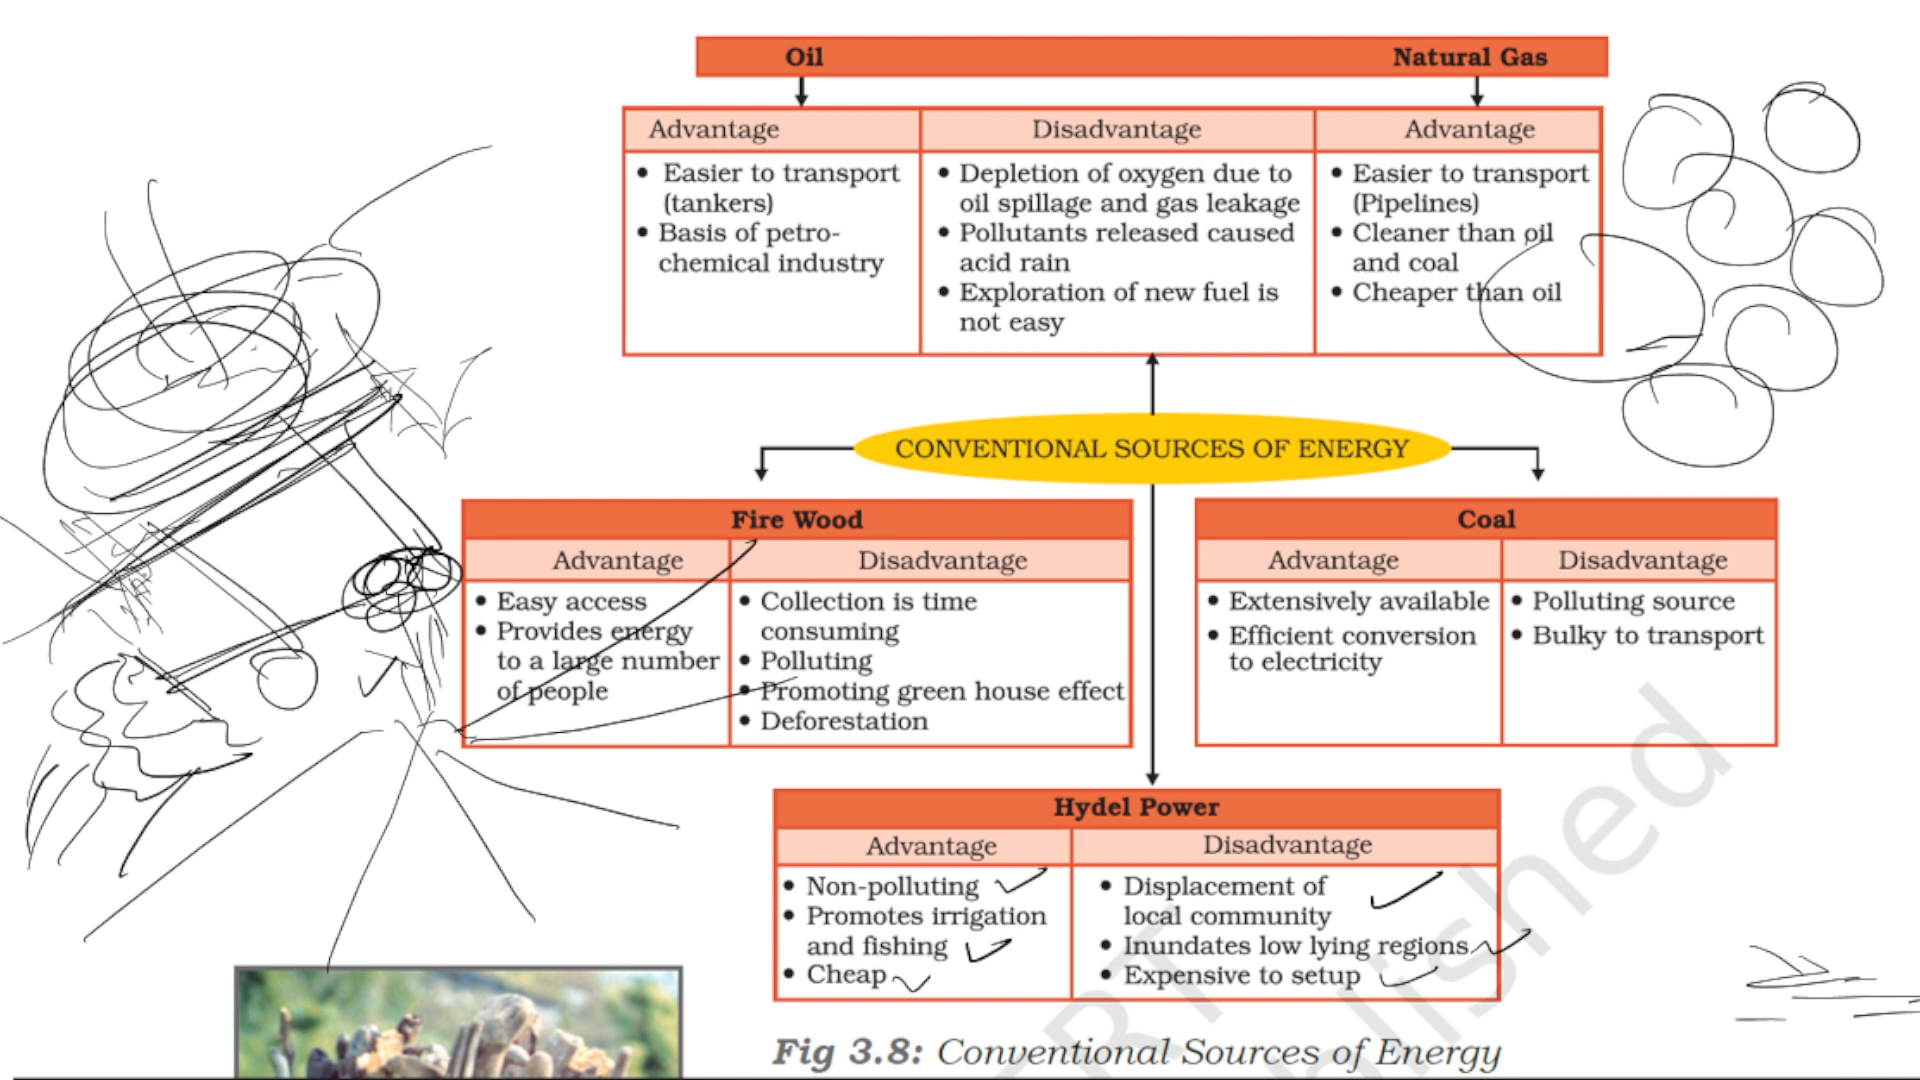 Oil Natural Gas
Advantage Disadvantage Advantage
• Easier to transport
(tankers)
• Basis of petro-
chemical industry
• Depletion of oxygen due to
oil spillage and gas leakage
• Pollutants released caused
acid rain
• Exploration of new fuel is
not easy
• Easier to transport
(Pipelines)
• Cleaner than oil
and coal
• Cheaper than oil
CONVENTIONAL SOURCES OF ENERGY
Fire Wood
Advantage Disadvantage
• Easy access
• Provides energy
to a large number
of people
• Collection is time
consuming
• Polluting
• Promoting green house effect
• Deforestation
Coal
Advantage Disadvantage
• Extensively available
• Efficient conversion
to electricity
• Polluting source
• Bulky to transport
Hydel Power
Advantage Disadvantage
• Non-polluting
• Promotes irrigation
and fishing
• Cheap
• Displacement of
local community
• Inundates low lying regions
• Expensive to setup
Fig 3.8: Conventional Sources of Energy